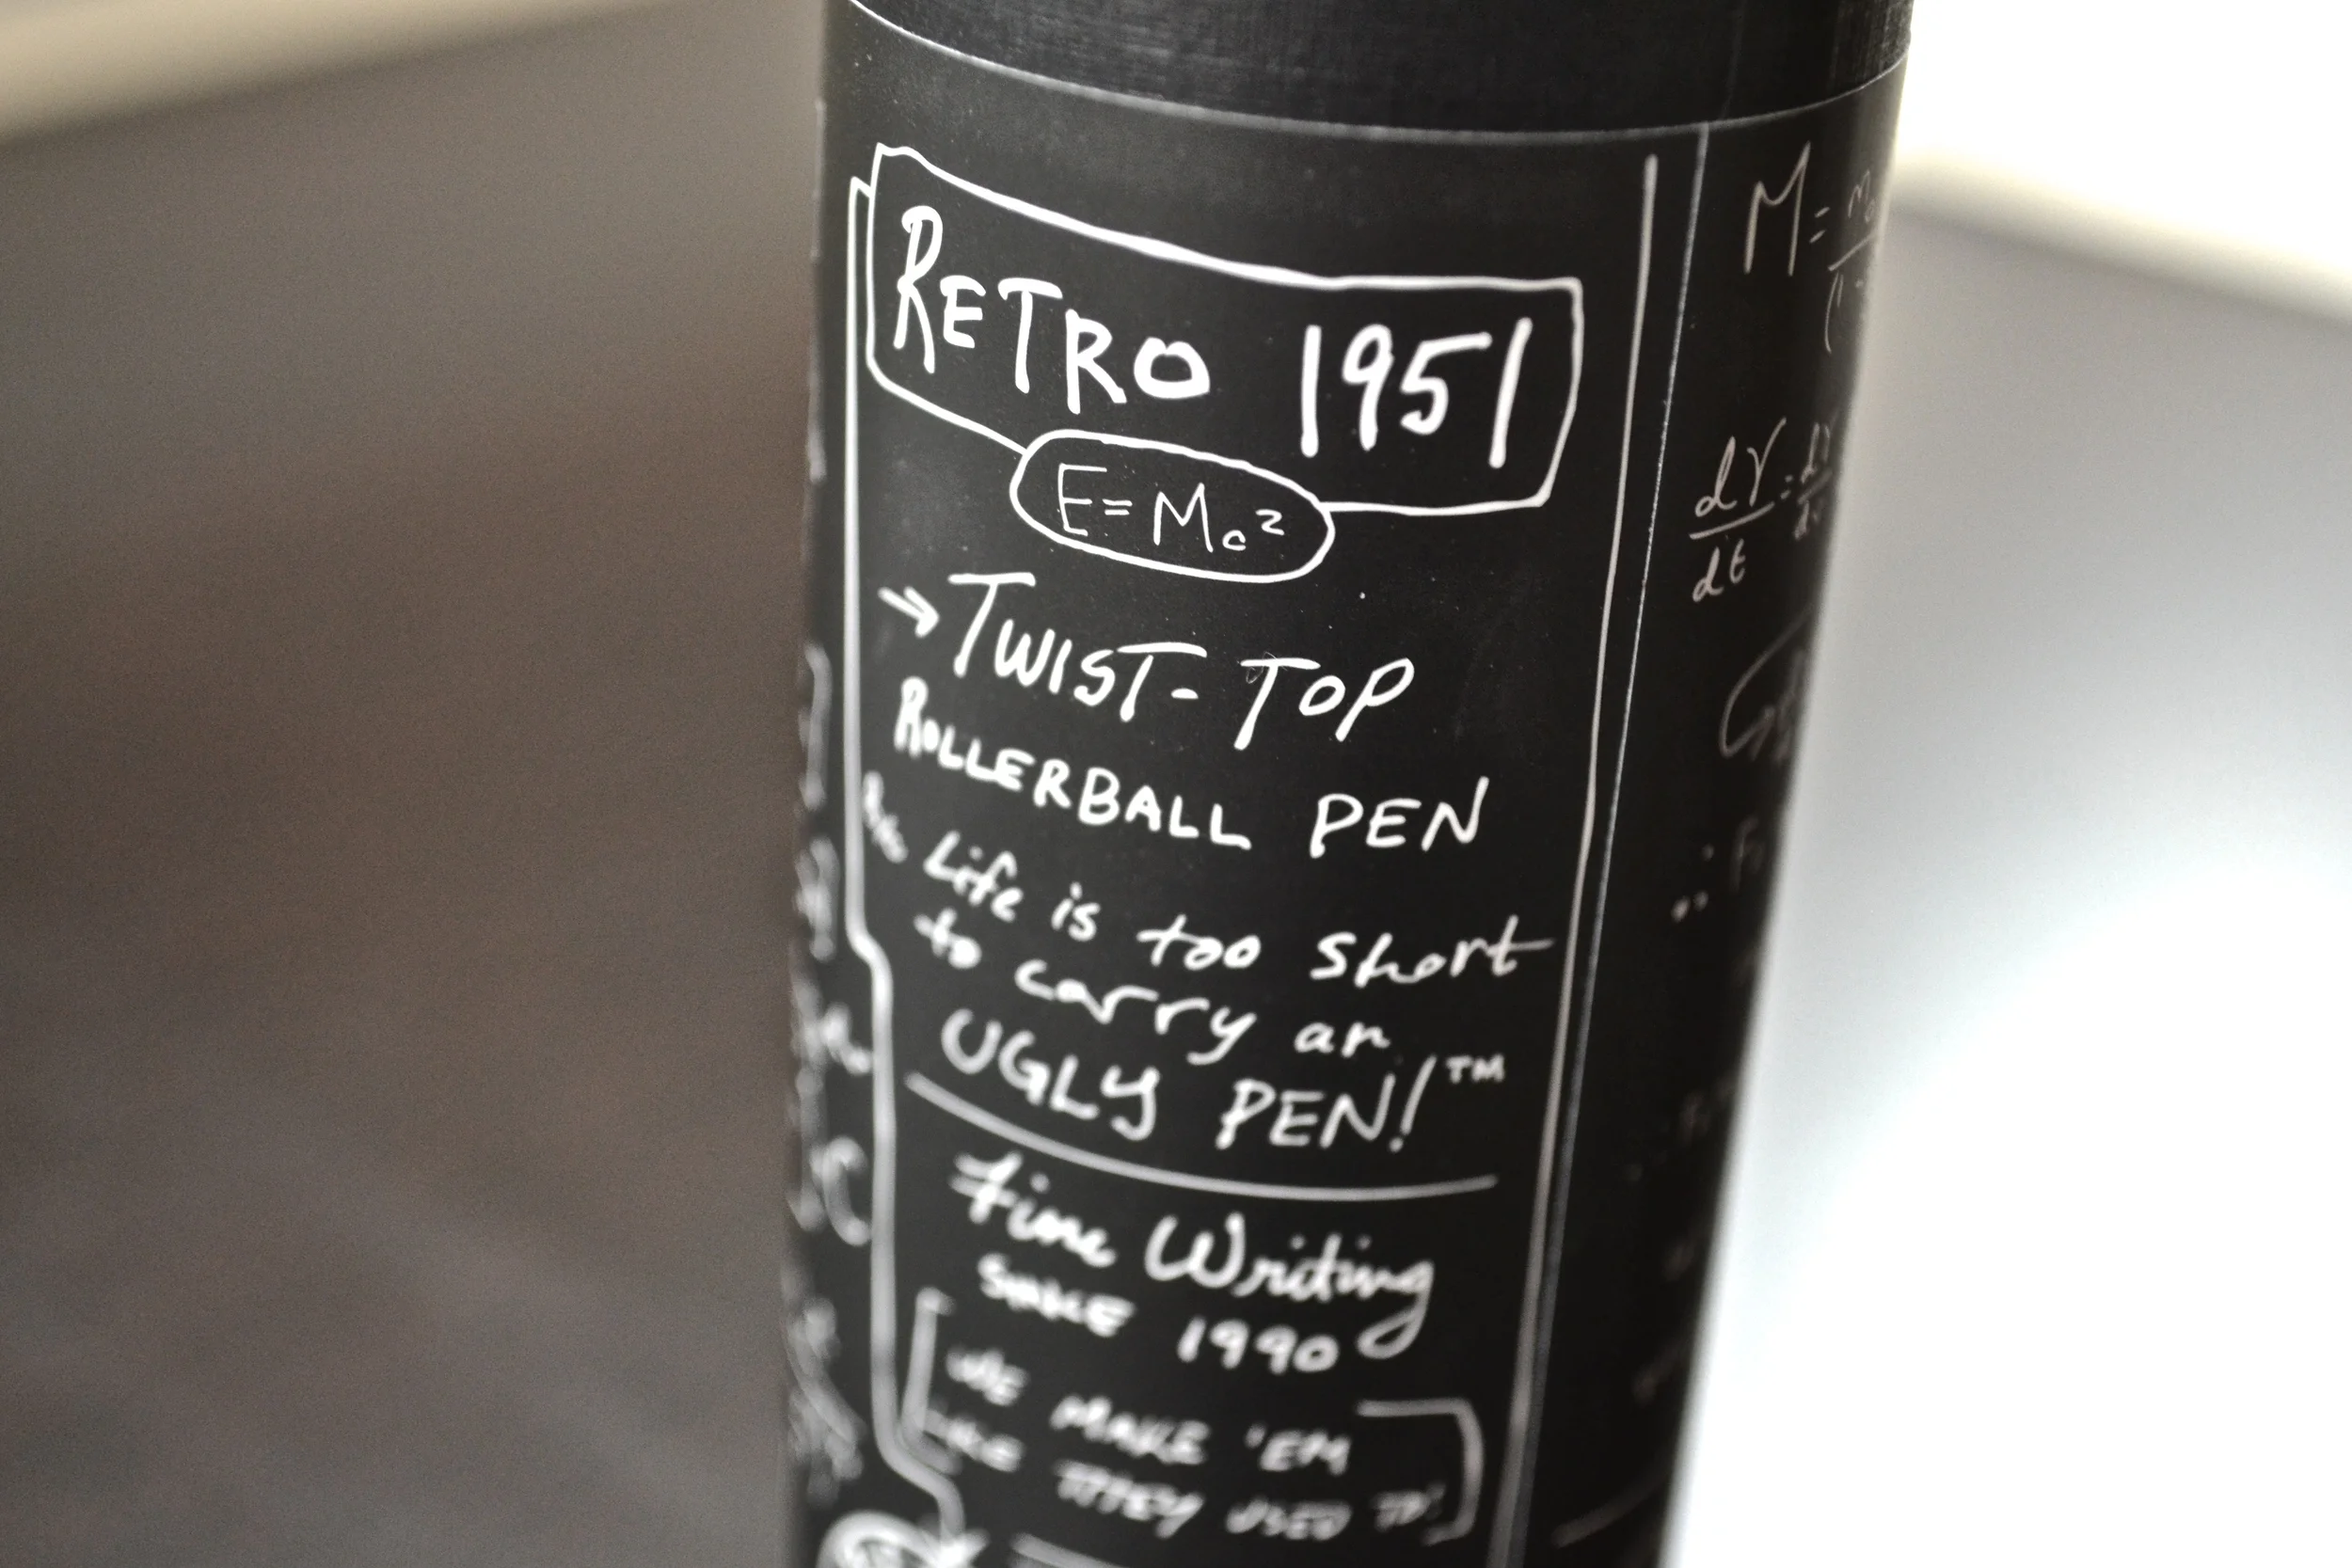 RETRO 1951
E=Mc²
→ TWIST-TOP
ROLLERBALL PEN
Life is too short
to carry an
UGLY PEN!™
Fine Writing
SINCE 1990
[WE MAKE 'EM
LIKE THEY USED TO!]
M=
dγ
dt